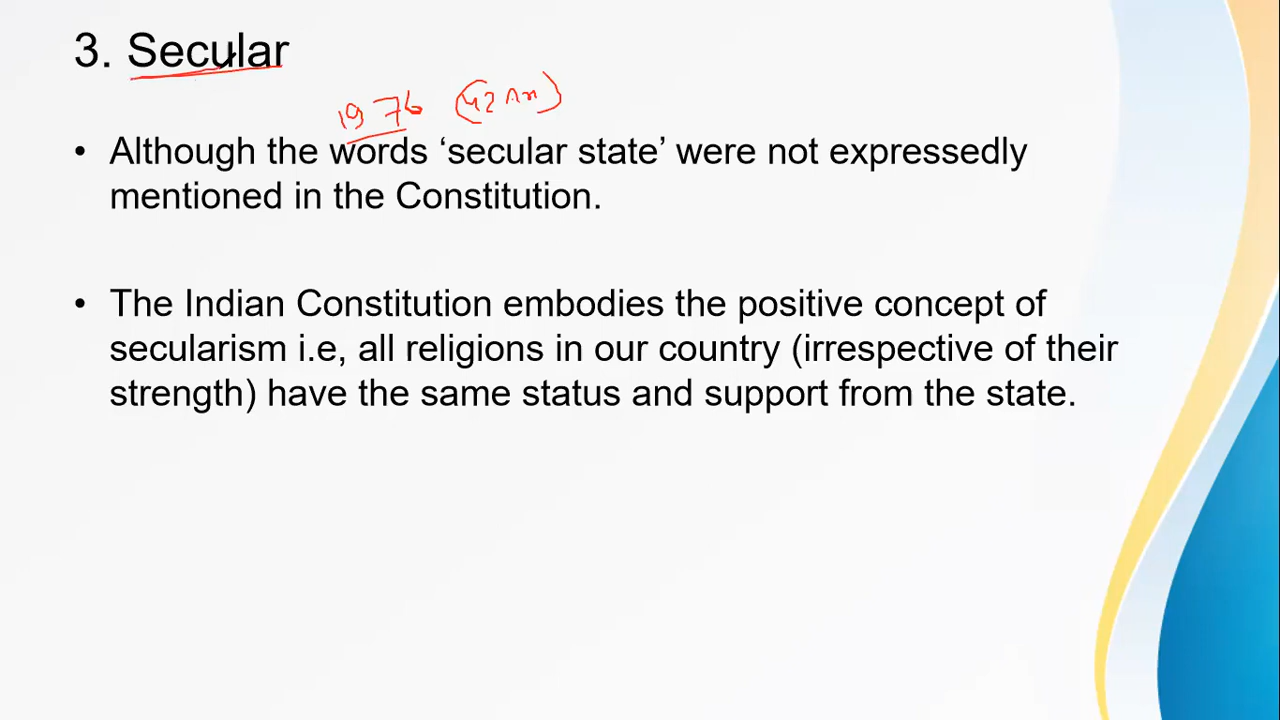 3. Secular
1976 (42 Am)
• Although the words ‘secular state’ were not expressedly
mentioned in the Constitution.
• The Indian Constitution embodies the positive concept of
secularism i.e, all religions in our country (irrespective of their
strength) have the same status and support from the state.